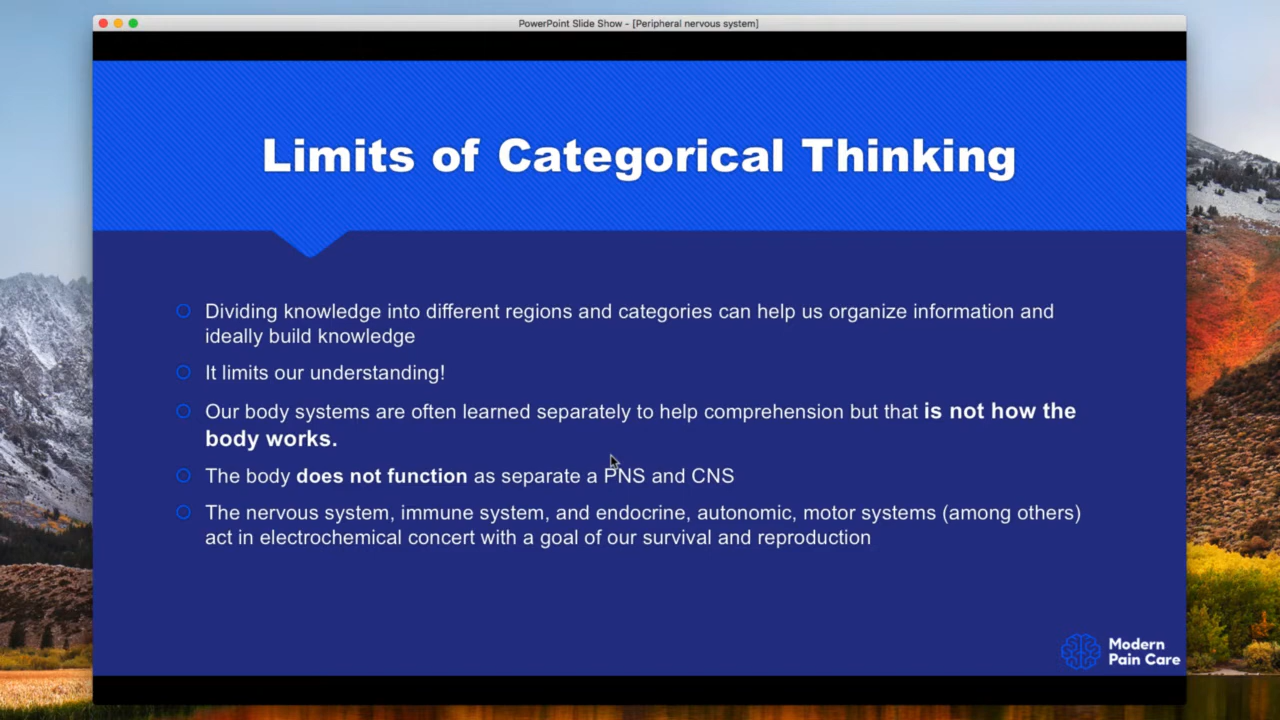 PowerPoint Slide Show - [Peripheral nervous system]
Limits of Categorical Thinking
Dividing knowledge into different regions and categories can help us organize information and
ideally build knowledge
It limits our understanding!
Our body systems are often learned separately to help comprehension but that is not how the
body works.
The body does not function as separate a PNS and CNS
The nervous system, immune system, and endocrine, autonomic, motor systems (among others)
act in electrochemical concert with a goal of our survival and reproduction
Modern
Pain Care